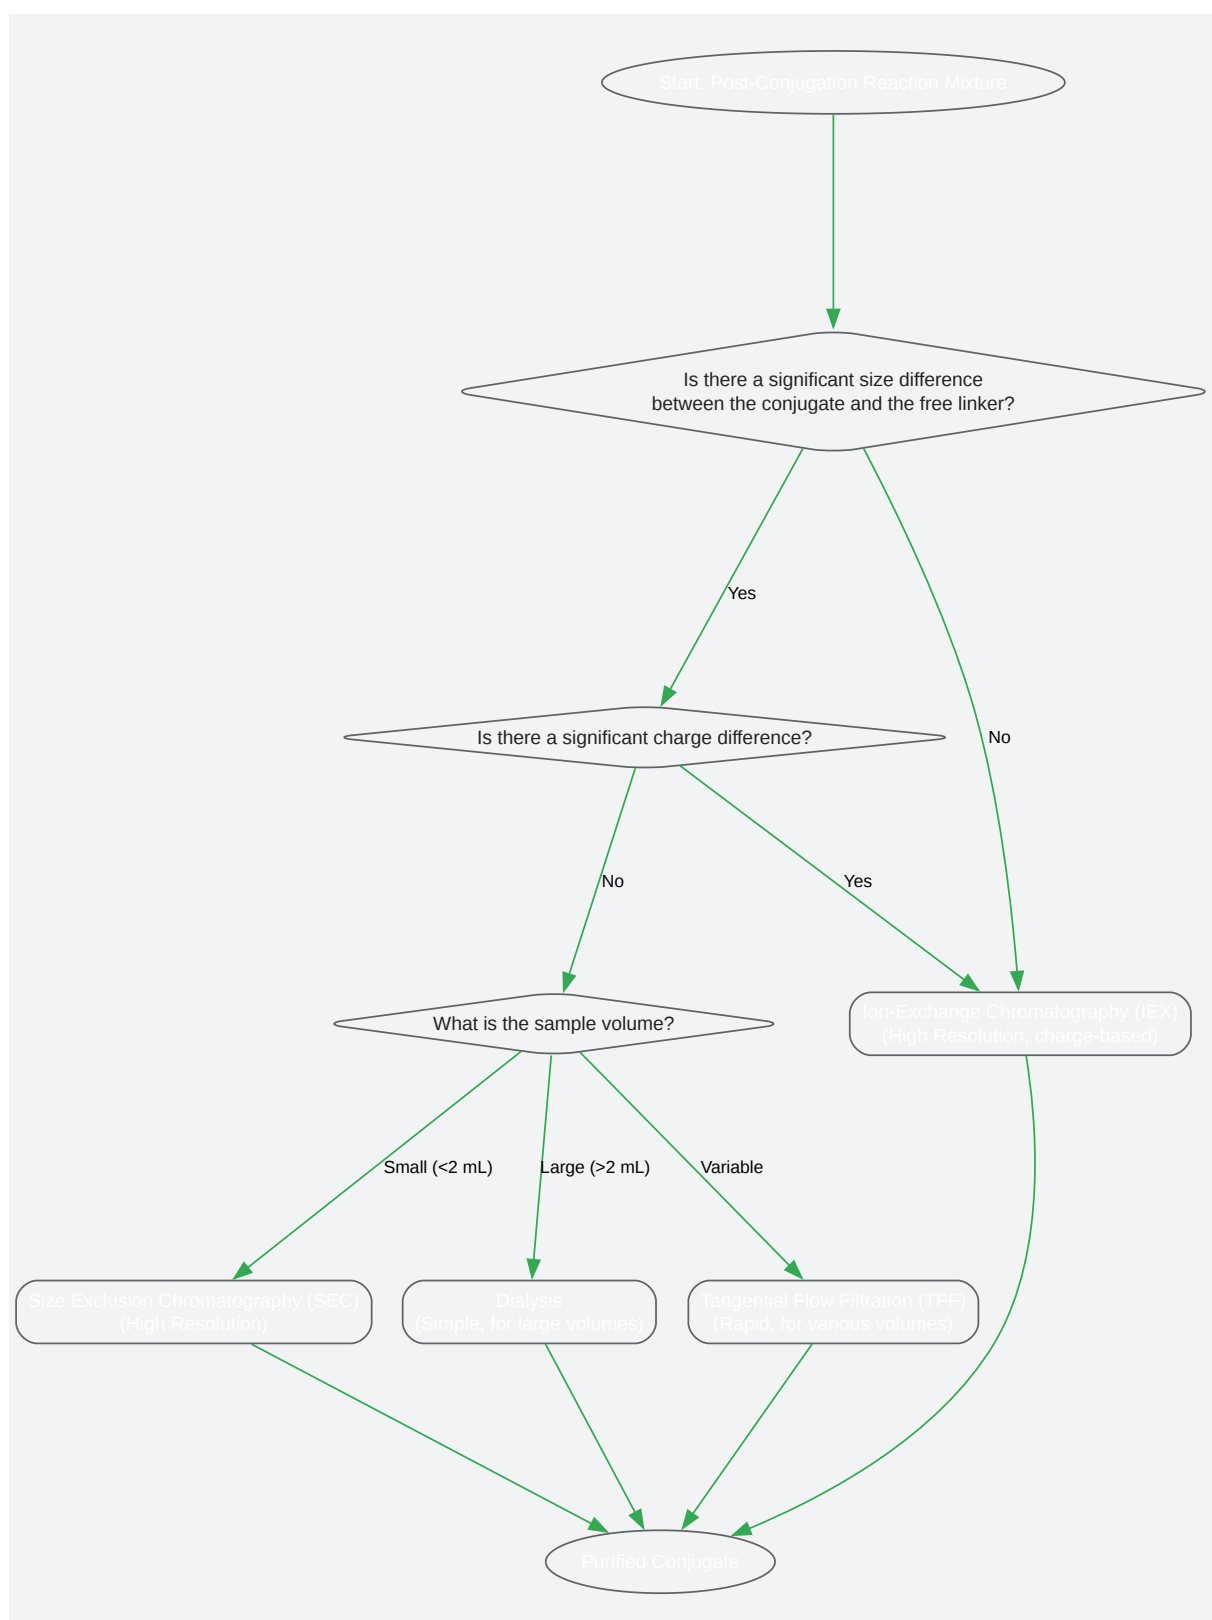 Start: Post-Conjugation Reaction Mixture
Is there a significant size difference
between the conjugate and the free linker?
Yes
No
Is there a significant charge difference?
No
Yes
What is the sample volume?
Ion-Exchange Chromatography (IEX)
(High Resolution, charge-based)
Small (<2 mL)
Large (>2 mL)
Variable
Size Exclusion Chromatography (SEC)
(High Resolution)
Dialysis
(Simple, for large volumes)
Tangential Flow Filtration (TFF)
(Rapid, for various volumes)
Purified Conjugate